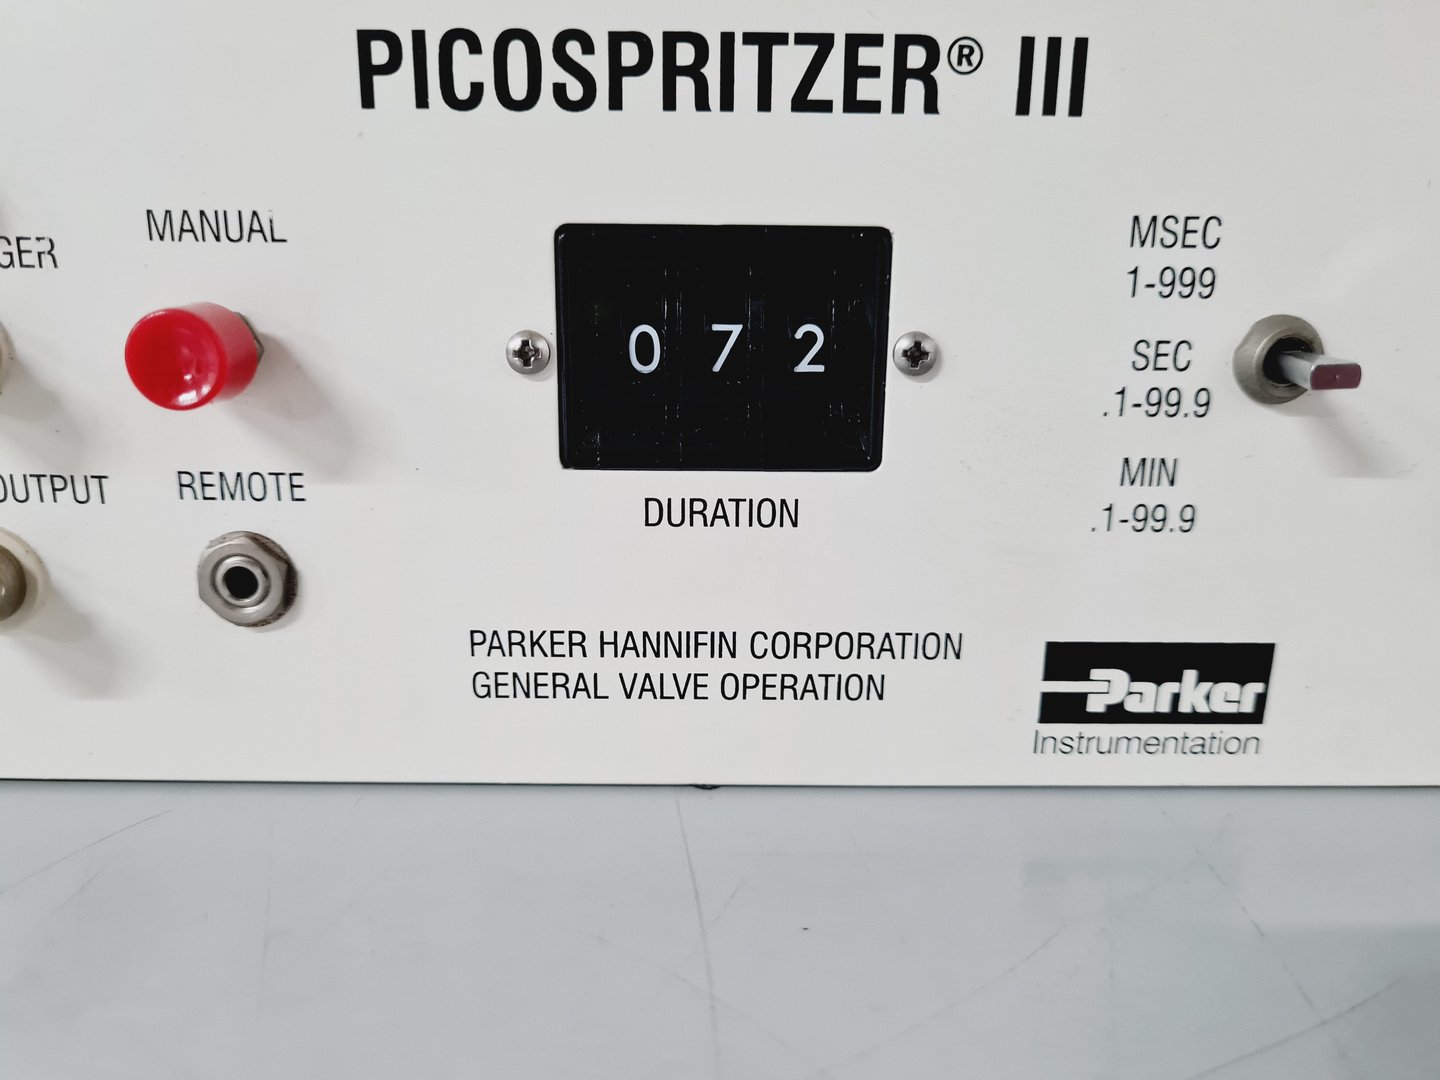 PICOSPRITZER® III
MANUAL
MSEC
1-999
0 7 2
SEC
.1-99.9
MIN
.1-99.9
OUTPUT
REMOTE
DURATION
PARKER HANNIFIN CORPORATION
GENERAL VALVE OPERATION
Parker
Instrumentation